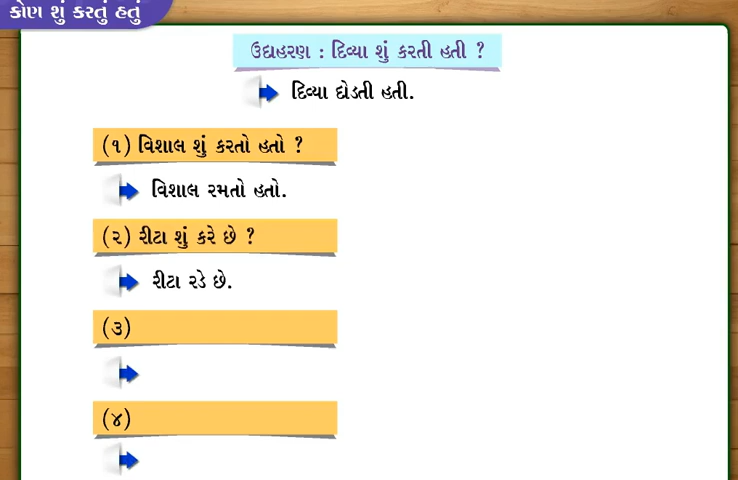 કોણ શું કરતું હતું
ઉદાહરણ : દિવ્યા શું કરતી હતી ?
દિવ્યા દોડતી હતી.
(૧) વિશાલ શું કરતો હતો ?
વિશાલ રમતો હતો.
(૨) રીટા શું કરે છે ?
રીટા રડે છે.
(૩)
(૪)